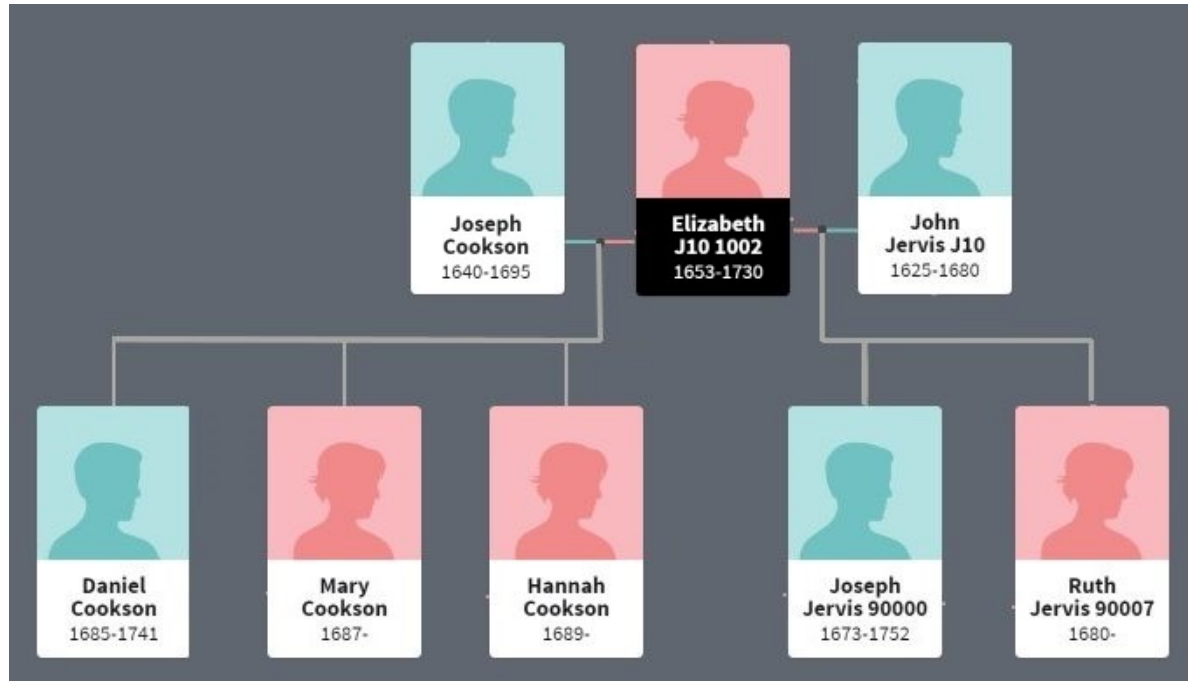 Joseph
Cookson
1640-1695
Elizabeth
J10 1002
1653-1730
John
Jervis J10
1625-1680
Daniel
Cookson
1685-1741
Mary
Cookson
1687-
Hannah
Cookson
1689-
Joseph
Jervis 90000
1673-1752
Ruth
Jervis 90007
1680-